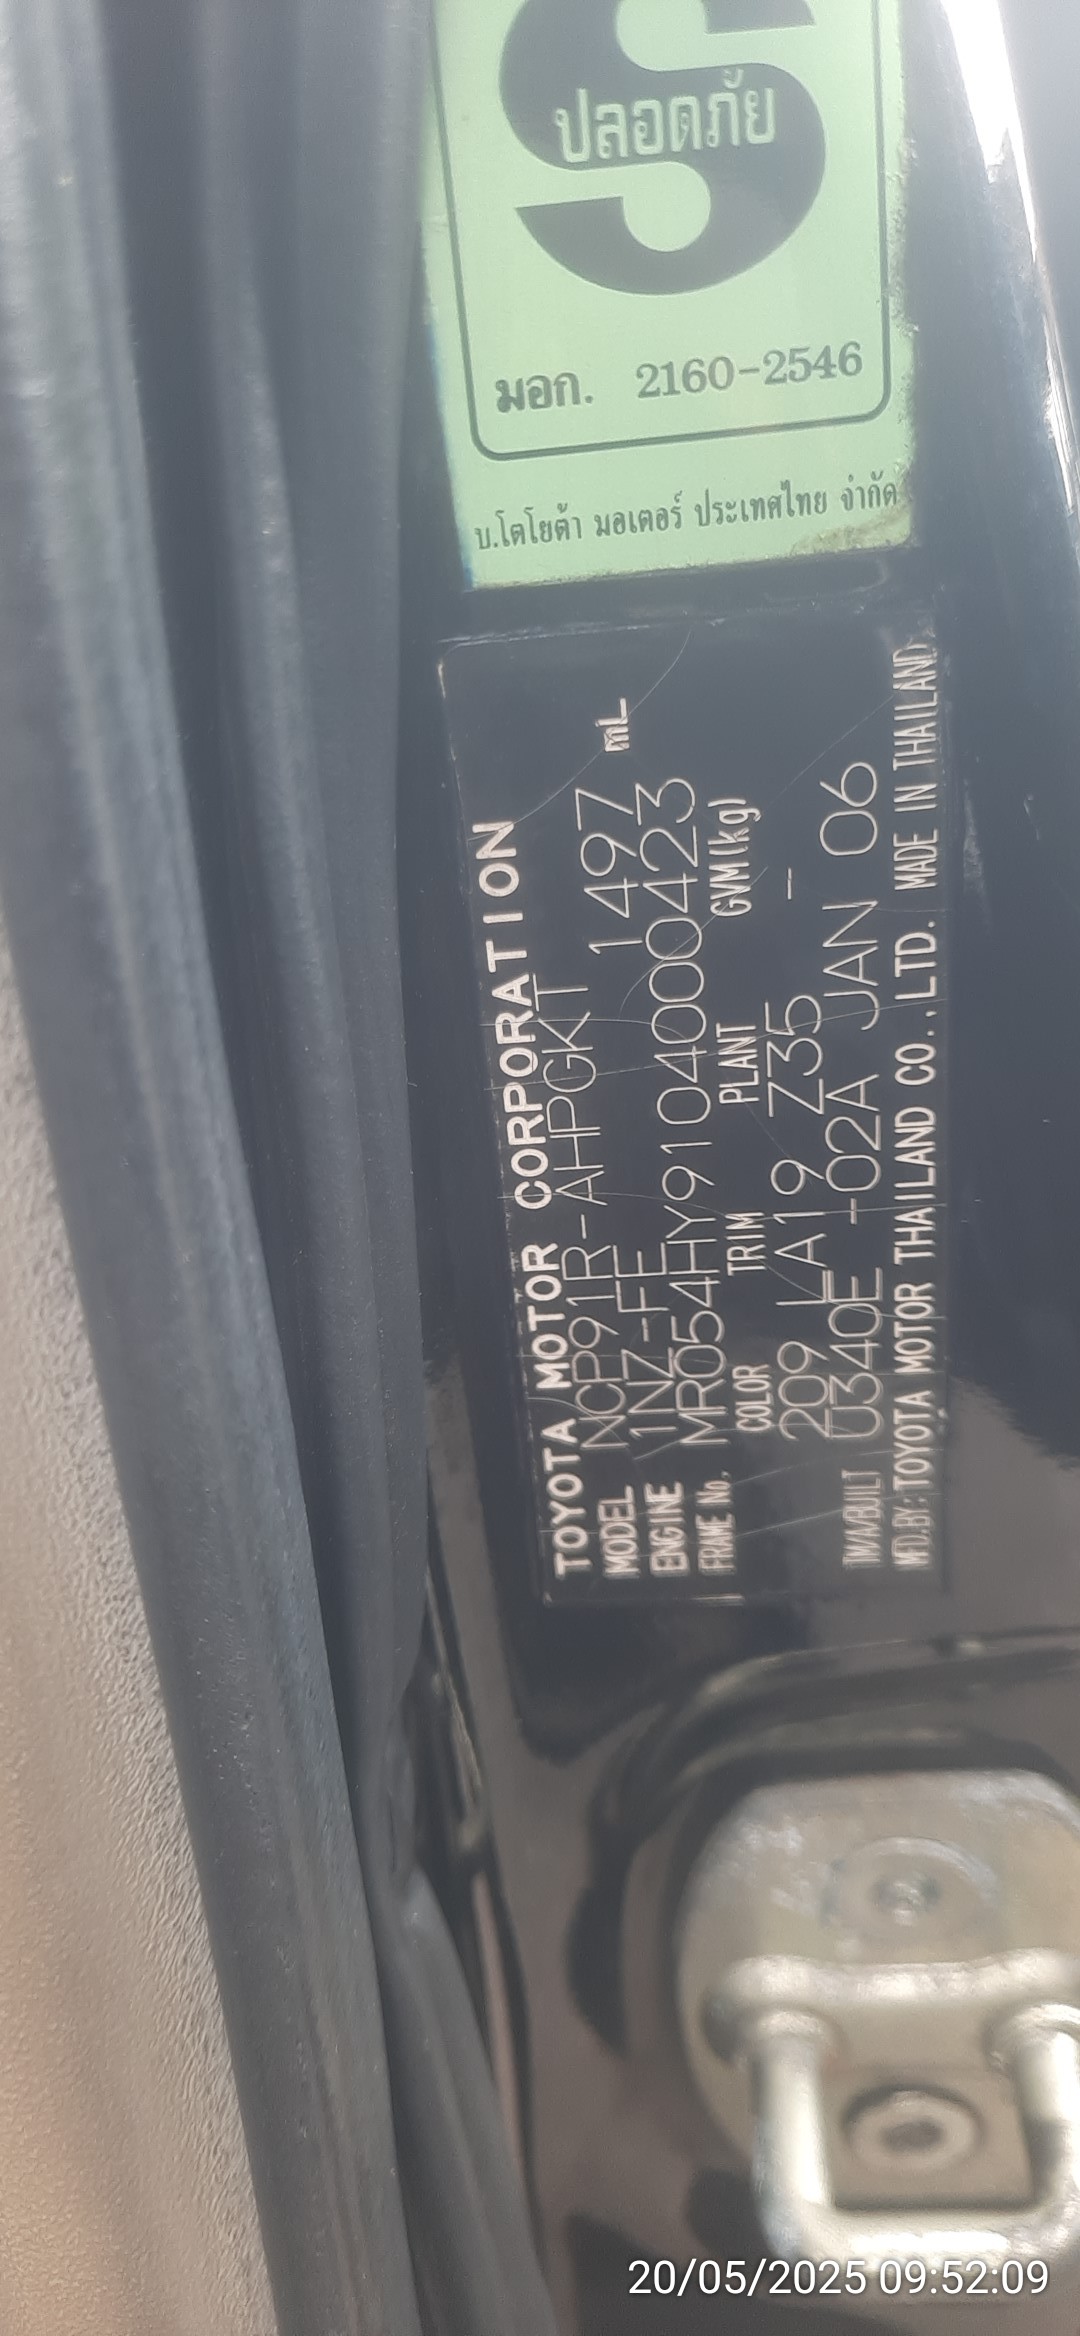 S
ปลอดภัย
มอก. 2160-2546
บ.โตโยต้า มอเตอร์ ประเทศไทย จำกัด
TOYOTA MOTOR CORPORATION
MODEL NCP91R-AHPGKT 1497 mL
ENGINE 1NZ-FE
FRAME No. MR054HY9104000423
COLOR TRIM PLANT GVM(kg)
209 LA19 Z35 -
U340E -02A JAN 06
MFD.BY: TOYOTA MOTOR THAILAND CO.,LTD. MADE IN THAILAND
20/05/2025 09:52:09